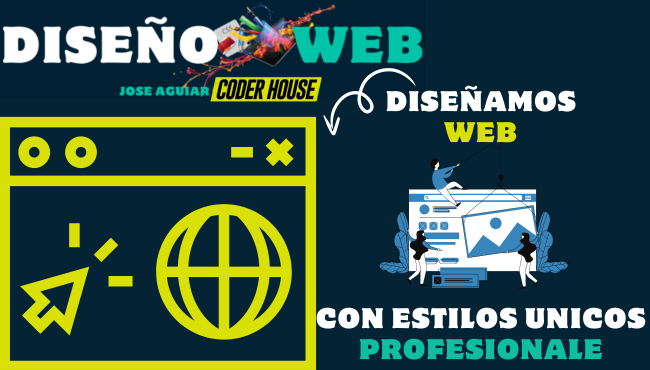 DISEÑO WEB
JOSE AGUIAR CODER HOUSE
DISEÑAMOS
WEB
CON ESTILOS UNICOS
PROFESIONALE